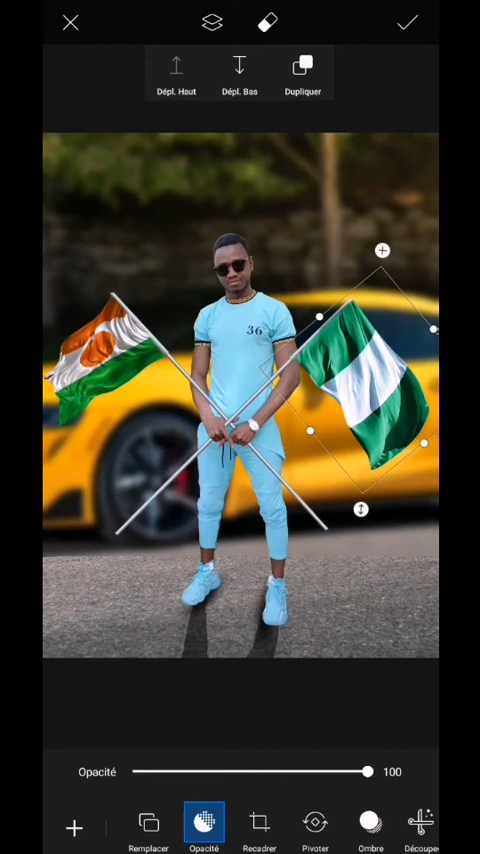 Dépl. Haut
Dépl. Bas
Dupliquer
36
Opacité
100
Remplacer
Opacité
Recadrer
Pivoter
Ombre
Découpe